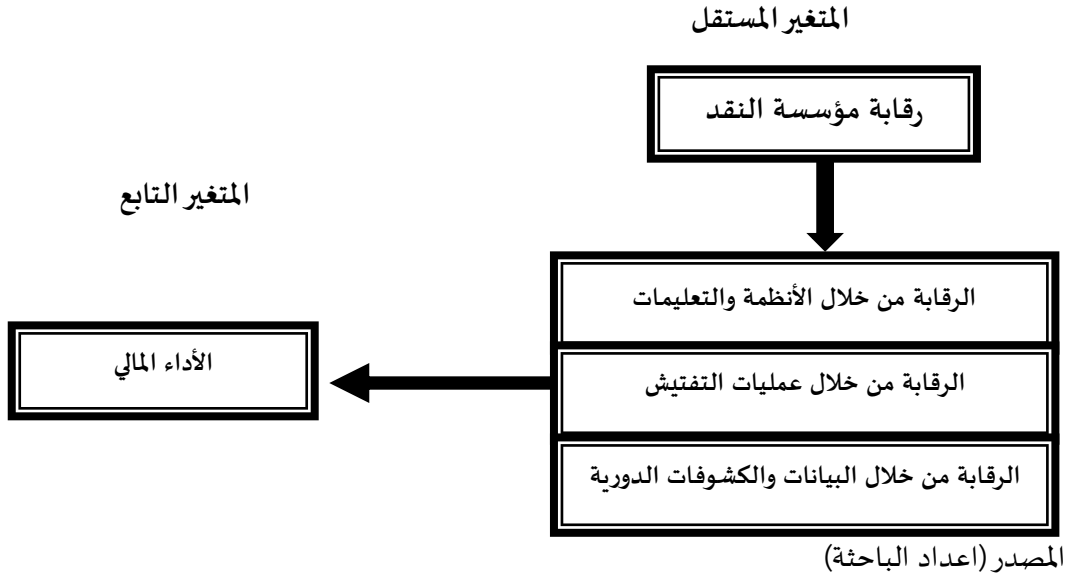 المتغير المستقل
رقابة مؤسسة النقد
المتغير التابع
الرقابة من خلال الأنظمة والتعليمات
الأداء المالي
الرقابة من خلال عمليات التفتيش
الرقابة من خلال البيانات والكشوفات الدورية
المصدر (اعداد الباحثة)